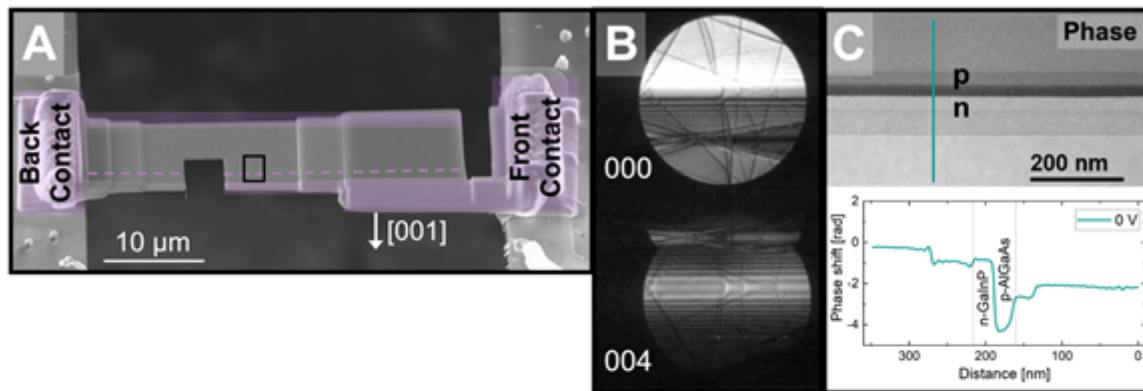 A
Back
Contact
Front
Contact
[001]
10 µm
B
000
004
C
Phase
p
n
200 nm
0 V
Phase shift [rad]
2
0
-2
-4
n-GaInP
p-AlGaAs
300
200
100
0
Distance [nm]